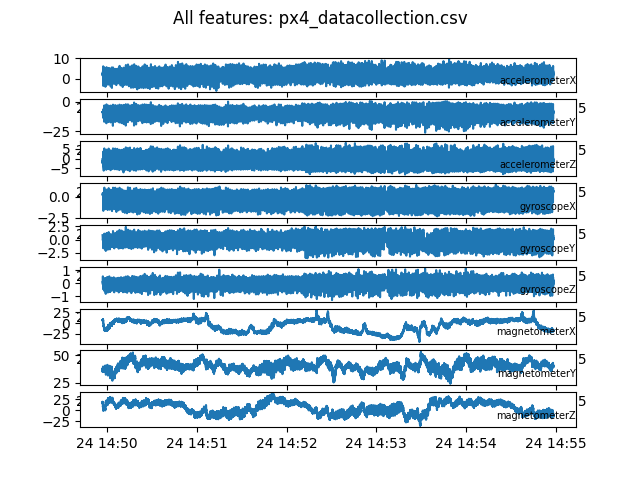 All features: px4_datacollection.csv
10
0
accelerometerX
0
−25
accelerometerY
5
5
0
−5
accelerometerZ
5
0.0
−2.5
gyroscopeX
5
2.5
0.0
−2.5
gyroscopeY
5
1
0
−1
gyroscopeZ
5
25
0
−25
magnetometerX
5
50
25
magnetometerY
5
25
0
−25
magnetometerZ
5
24 14:50 24 14:51 24 14:52 24 14:53 24 14:54 24 14:55